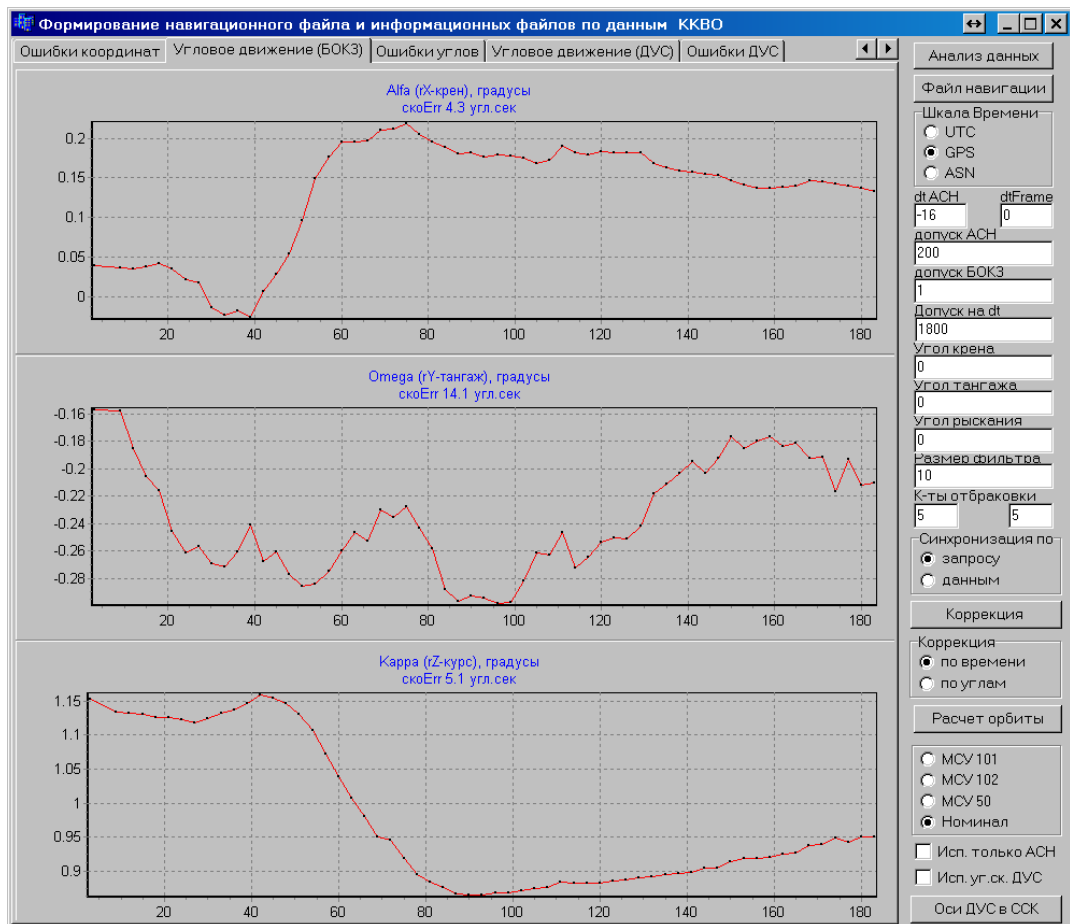 Формирование навигационного файла и информационных файлов по данным ККВО
Ошибки координат Угловое движение (БОКЗ) Ошибки углов Угловое движение (ДУС) Ошибки ДУС
Alfa (rX-крен), градусы
скоErr 4.3 угл.сек
0.2
0.15
0.1
0.05
0
20 40 60 80 100 120 140 160 180
Omega (rY-тангаж), градусы
скоErr 14.1 угл.сек
-0.16
-0.18
-0.2
-0.22
-0.24
-0.26
-0.28
20 40 60 80 100 120 140 160 180
Kappa (rZ-курс), градусы
скоErr 5.1 угл.сек
1.15
1.1
1.05
1
0.95
0.9
20 40 60 80 100 120 140 160 180
Анализ данных
Файл навигации
Шкала Времени
UTC
GPS
ASN
dt АСН dtFrame
-16 0
допуск АСН
200
допуск БОКЗ
1
Допуск на dt
1800
Угол крена
0
Угол тангажа
0
Угол рыскания
0
Размер фильтра
10
К-ты отбраковки
5 5
Синхронизация по
запросу
данным
Коррекция
Коррекция
по времени
по углам
Расчет орбиты
МСУ 101
МСУ 102
МСУ 50
Номинал
Исп. только АСН
Исп. уг.ск. ДУС
Оси ДУС в ССК